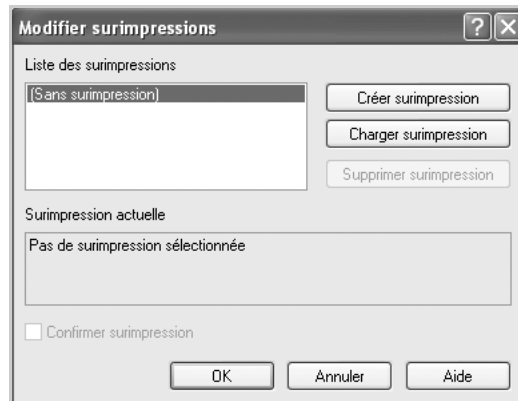 Modifier surimpressions
Liste des surimpressions
(Sans surimpression)
Créer surimpression
Charger surimpression
Supprimer surimpression
Surimpression actuelle
Pas de surimpression sélectionnée
Confirmer surimpression
OK
Annuler
Aide